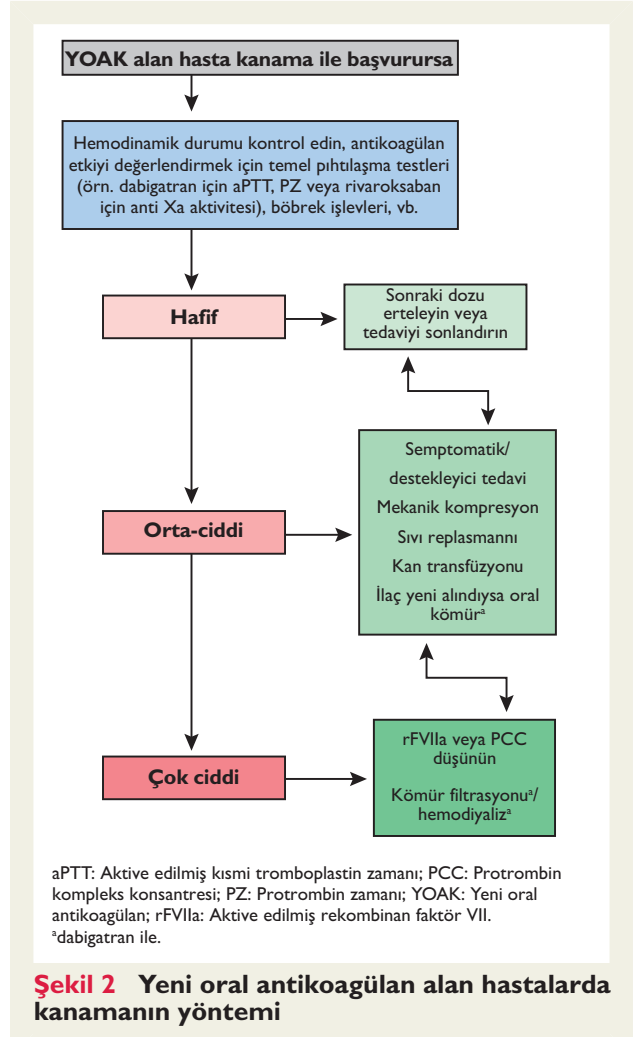 YOAK alan hasta kanama ile başvurursa
Hemodinamik durumu kontrol edin, antikoagülan
etkiyi değerlendirmek için temel pıhtılaşma testleri
(örn. dabigatran için aPTT, PZ veya rivaroksaban
için anti Xa aktivitesi), böbrek işlevleri, vb.
Hafif
Sonraki dozu
erteleyin veya
tedaviyi sonlandırın
Orta-ciddi
Semptomatik/
destekleyici tedavi
Mekanik kompresyon
Sıvı replasmannı
Kan transfüzyonu
İlaç yeni alındıysa oral
kömürᵃ
Çok ciddi
rFVIIa veya PCC
düşünün
Kömür filtrasyonuᵃ/
hemodiyalizᵃ
aPTT: Aktive edilmiş kısmi tromboplastin zamanı; PCC: Protrombin
kompleks konsantresi; PZ: Protrombin zamanı; YOAK: Yeni oral
antikoagülan; rFVIIa: Aktive edilmiş rekombinan faktör VII.
ᵃdabigatran ile.
Şekil 2 Yeni oral antikoagülan alan hastalarda
kanamanın yöntemi